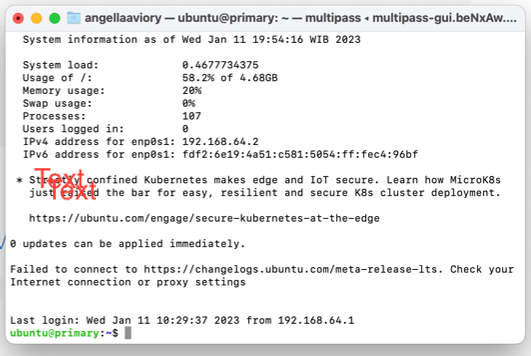 angellaaviory — ubuntu@primary: ~ — multipass ◂ multipass-gui.beNxAw....
System information as of Wed Jan 11 19:54:16 WIB 2023
System load: 0.4677734375
Usage of /: 58.2% of 4.68GB
Memory usage: 20%
Swap usage: 0%
Processes: 107
Users logged in: 0
IPv4 address for enp0s1: 192.168.64.2
IPv6 address for enp0s1: fdf2:6e19:4a51:c581:5054:ff:fec4:96bf
Text
* Strictly confined Kubernetes makes edge and IoT secure. Learn how MicroK8s
Text
just raised the bar for easy, resilient and secure K8s cluster deployment.
https://ubuntu.com/engage/secure-kubernetes-at-the-edge
0 updates can be applied immediately.
Failed to connect to https://changelogs.ubuntu.com/meta-release-lts. Check your
Internet connection or proxy settings
Last login: Wed Jan 11 10:29:37 2023 from 192.168.64.1
ubuntu@primary:~$